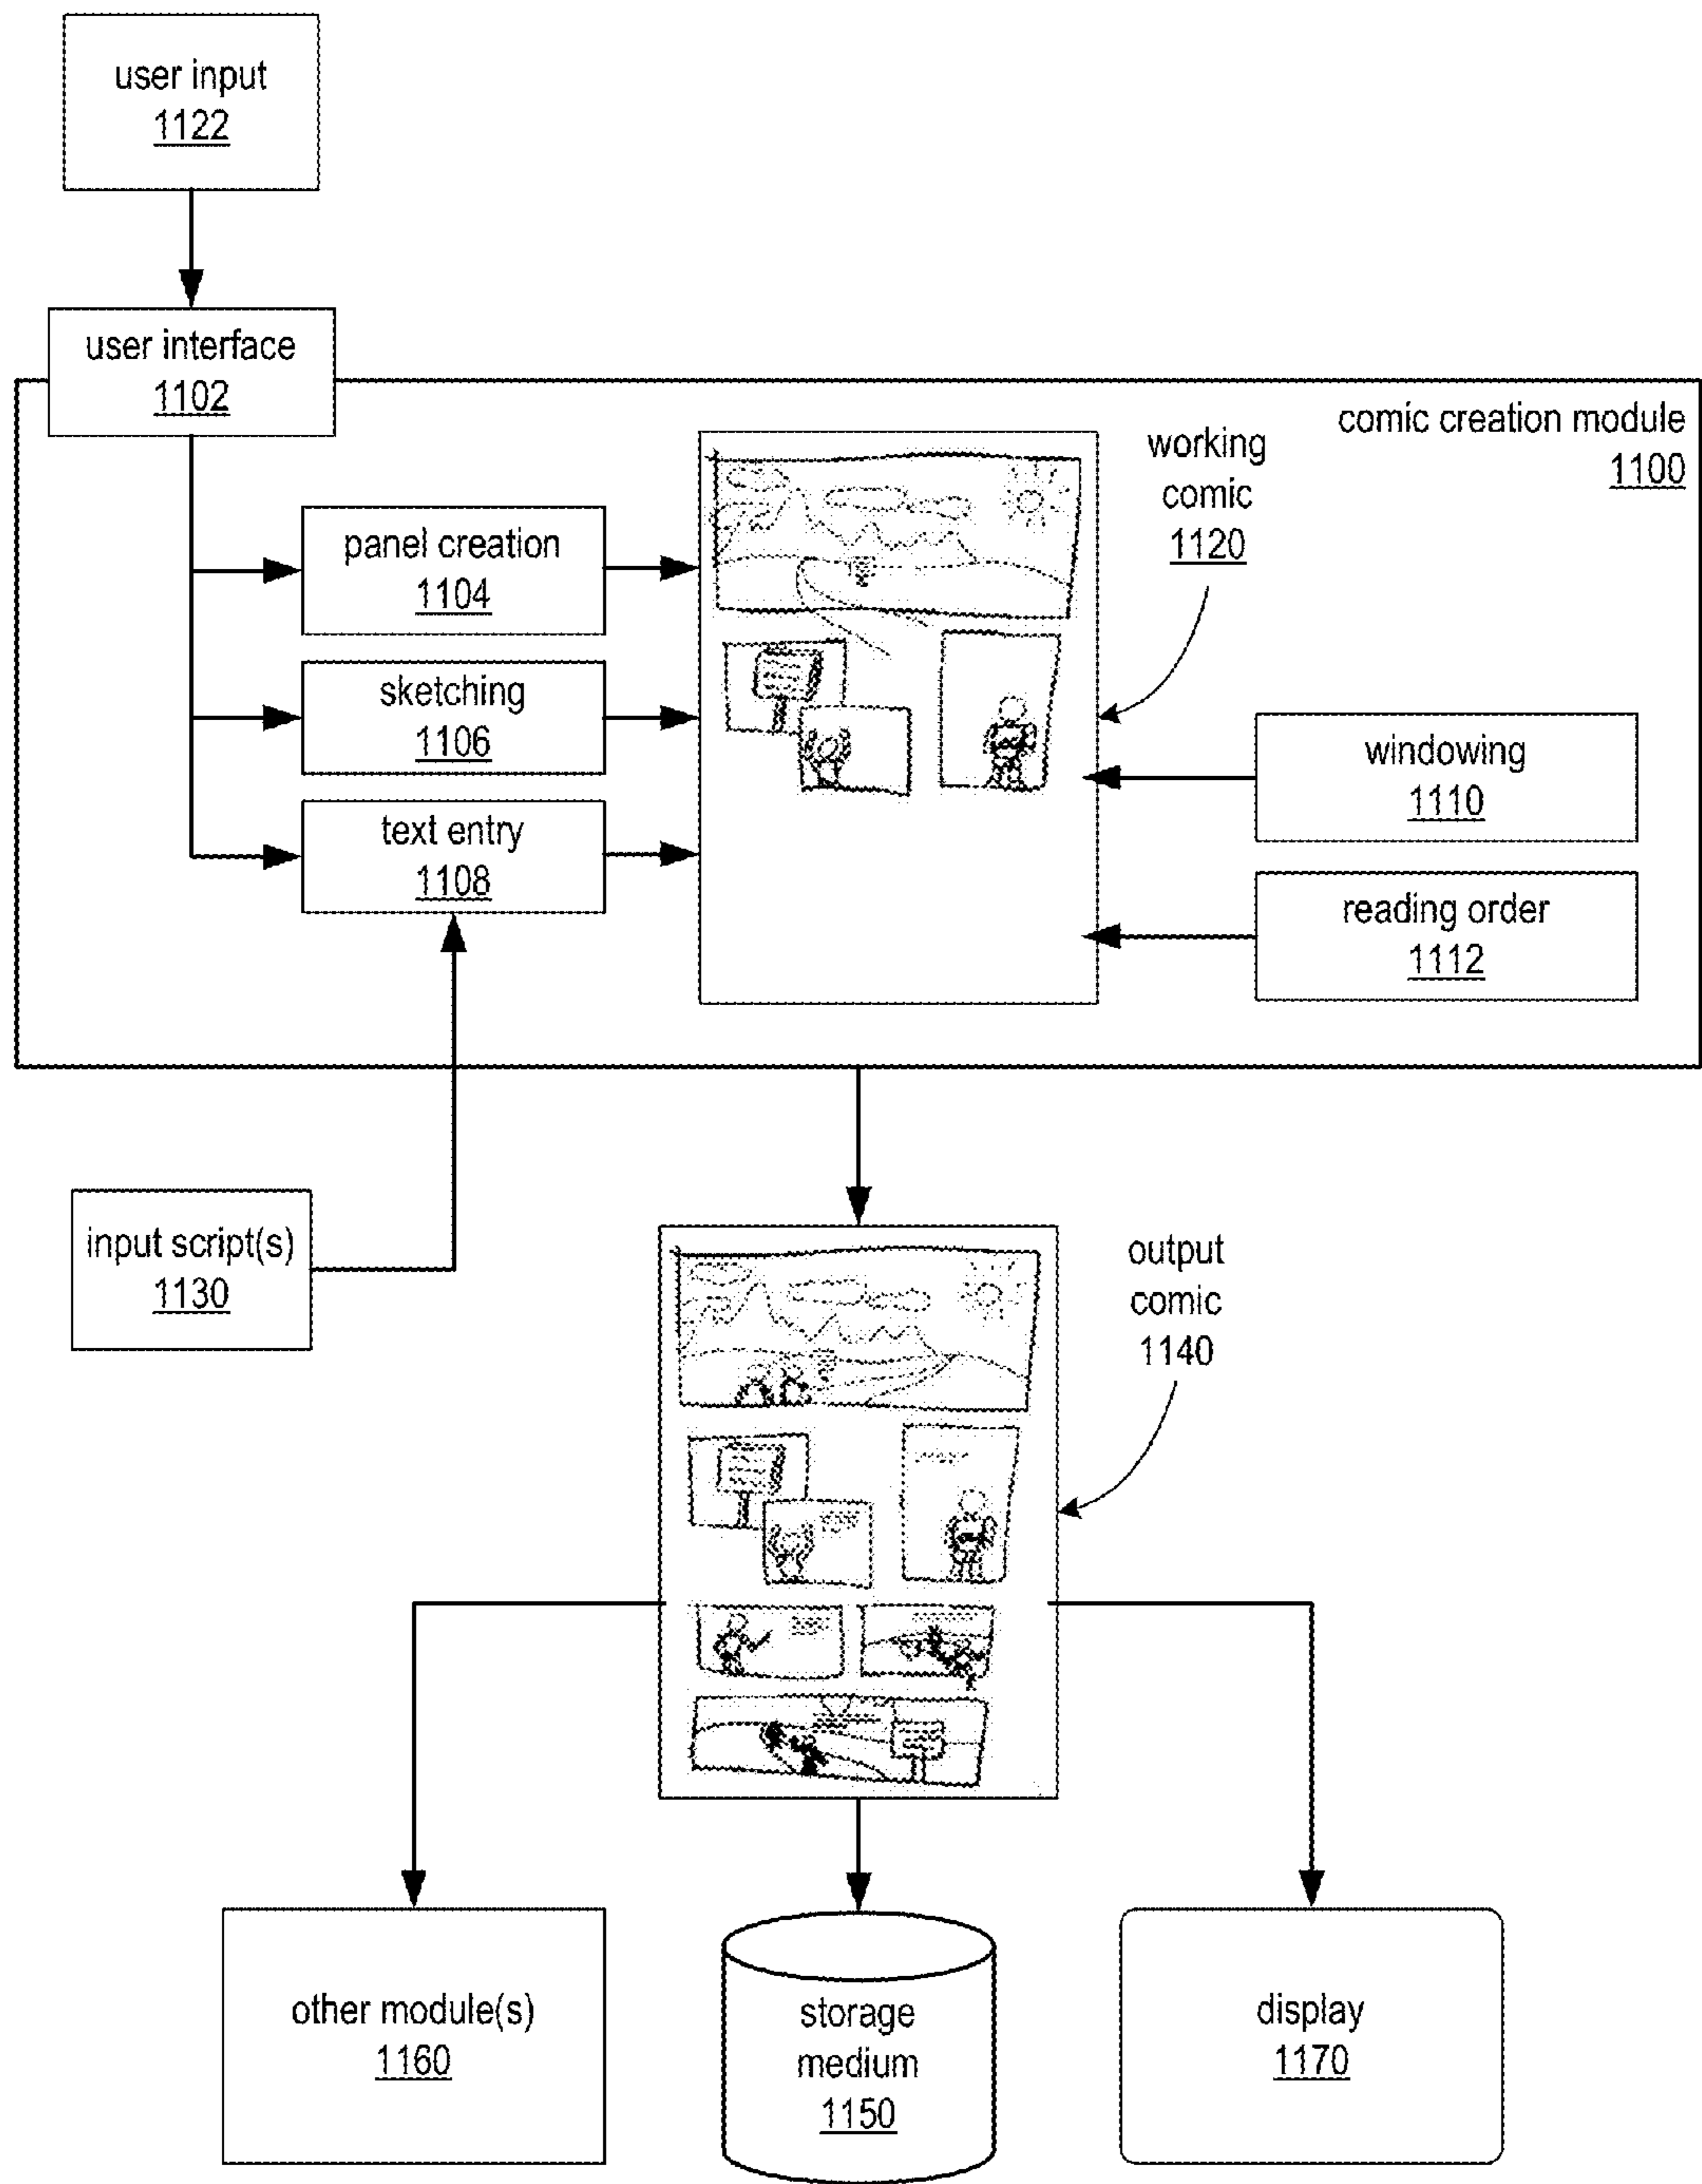 user input
1122
user interface
1102
comic creation module
1100
working
comic
1120
panel creation
1104
sketching
1106
text entry
1108
windowing
1110
reading order
1112
input script(s)
1130
output
comic
1140
other module(s)
1160
storage
medium
1150
display
1170